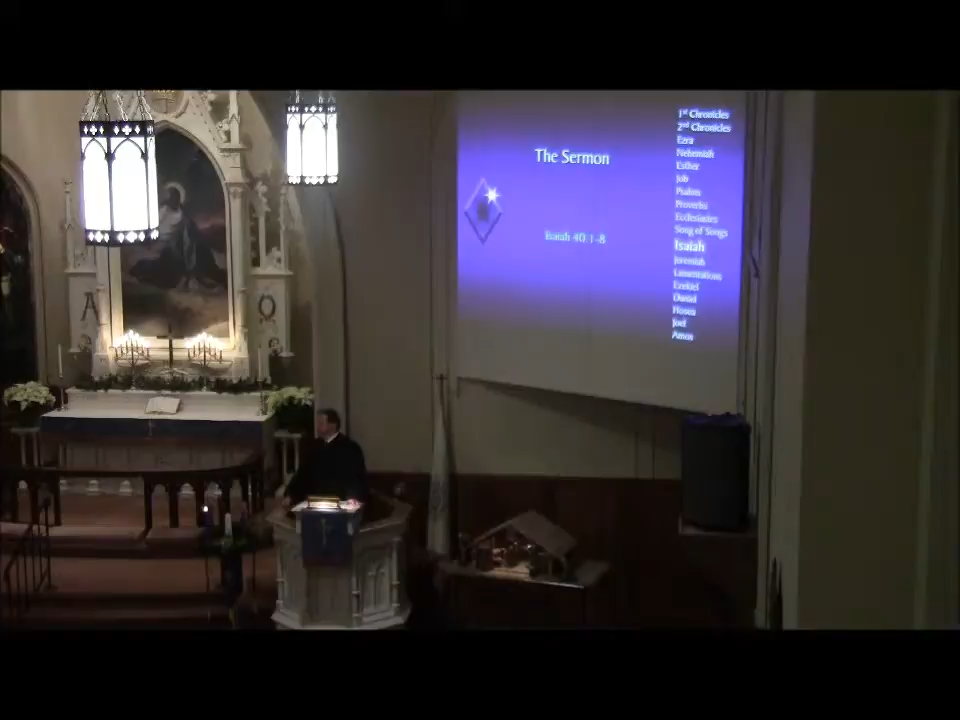 Α
Ω
The Sermon
Isaiah 40:1-8
1st Chronicles
2nd Chronicles
Ezra
Nehemiah
Esther
Job
Psalms
Proverbs
Ecclesiastes
Song of Songs
Isaiah
Jeremiah
Lamentations
Ezekiel
Daniel
Hosea
Joel
Amos